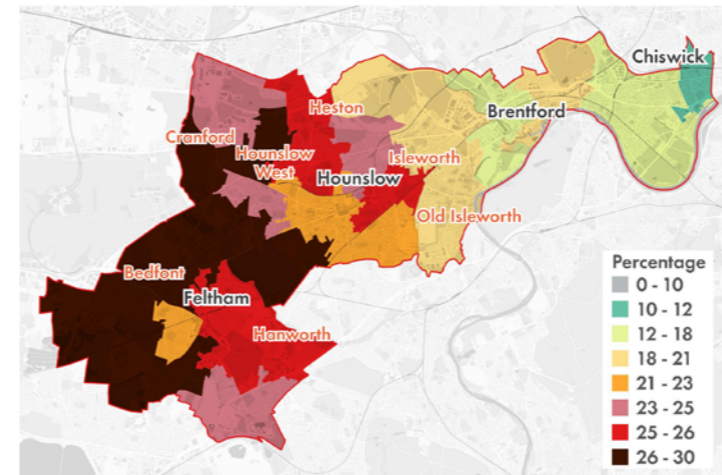 Chiswick
Heston
Brentford
Cranford
Hounslow
West
Isleworth
Hounslow
Old Isleworth
Bedfont
Feltham
Hanworth
Percentage
0 - 10
10 - 12
12 - 18
18 - 21
21 - 23
23 - 25
25 - 26
26 - 30